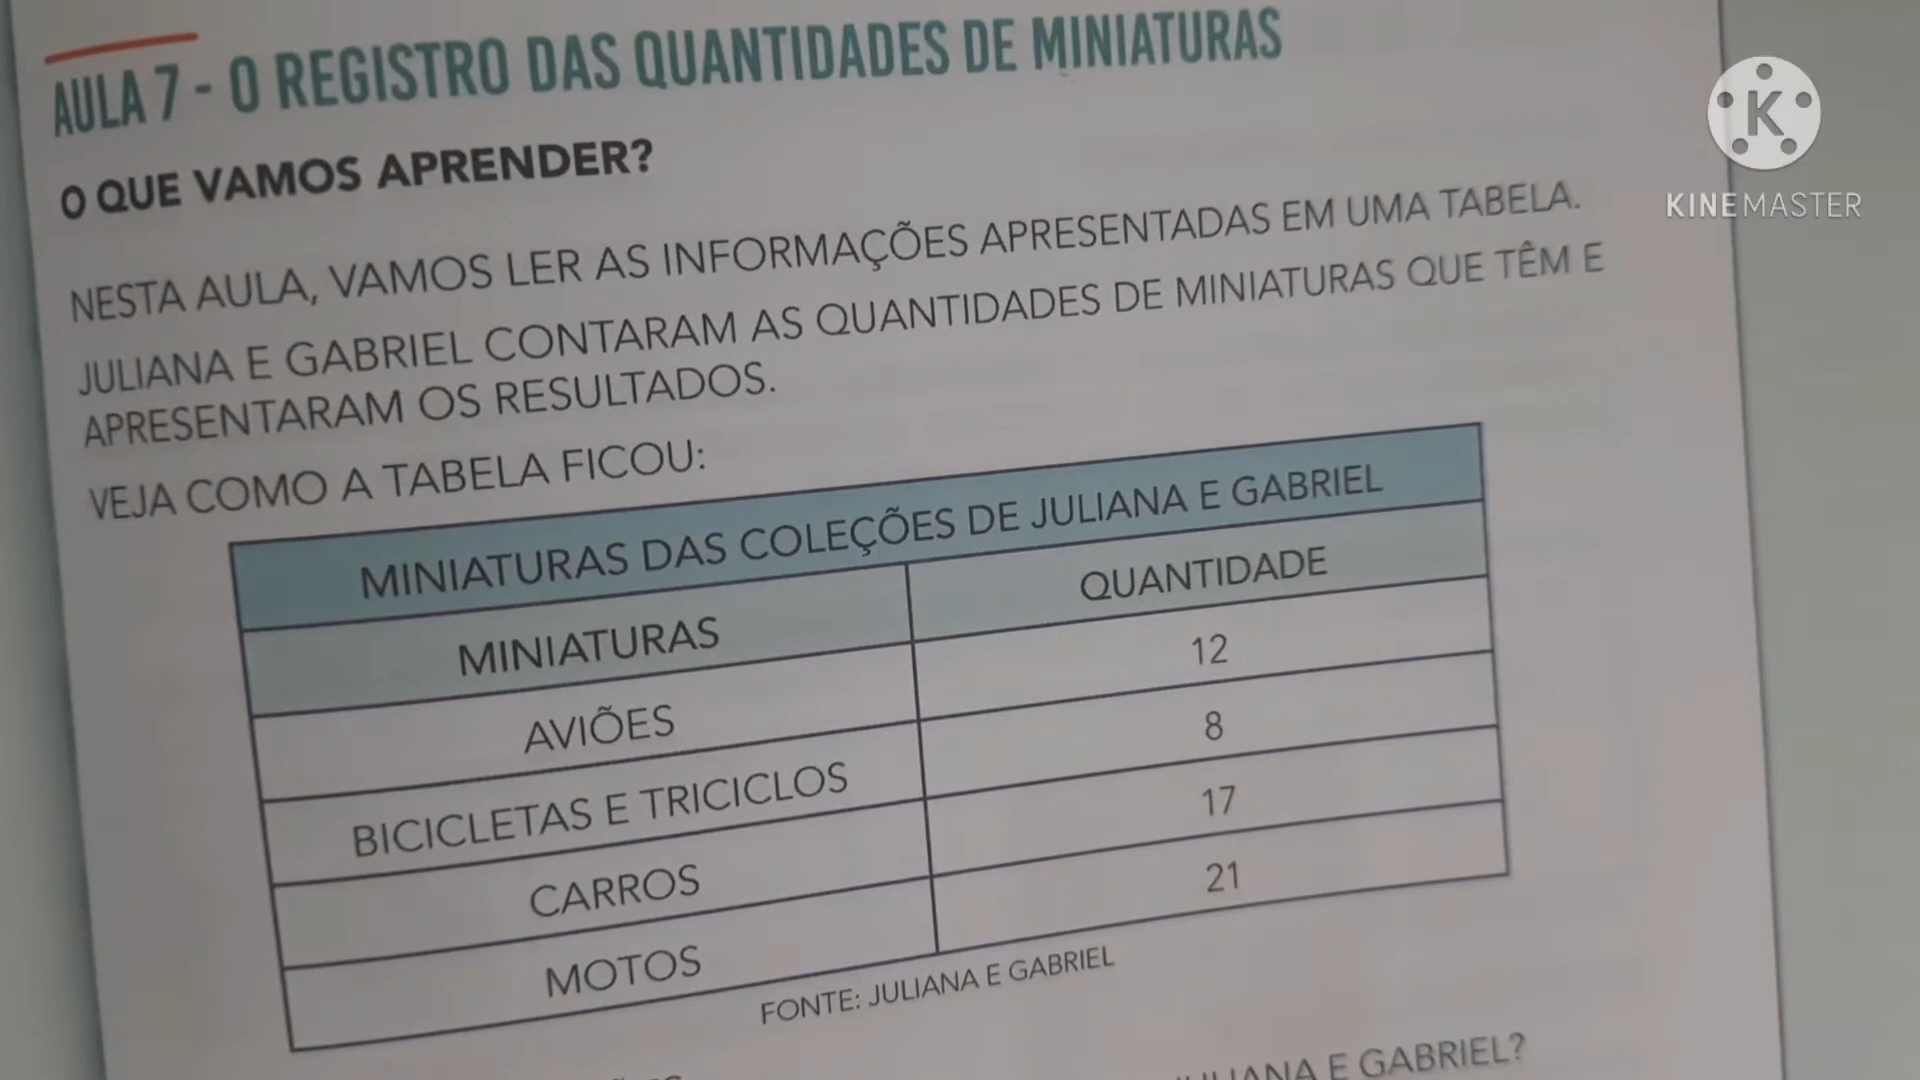 AULA 7 - O REGISTRO DAS QUANTIDADES DE MINIATURAS
O QUE VAMOS APRENDER?
NESTA AULA, VAMOS LER AS INFORMAÇÕES APRESENTADAS EM UMA TABELA.
JULIANA E GABRIEL CONTARAM AS QUANTIDADES DE MINIATURAS QUE TÊM E
APRESENTARAM OS RESULTADOS.
VEJA COMO A TABELA FICOU:
MINIATURAS DAS COLEÇÕES DE JULIANA E GABRIEL
MINIATURAS QUANTIDADE
AVIÕES 12
BICICLETAS E TRICICLOS 8
CARROS 17
MOTOS 21
FONTE: JULIANA E GABRIEL
E GABRIEL?
K
KINEMASTER